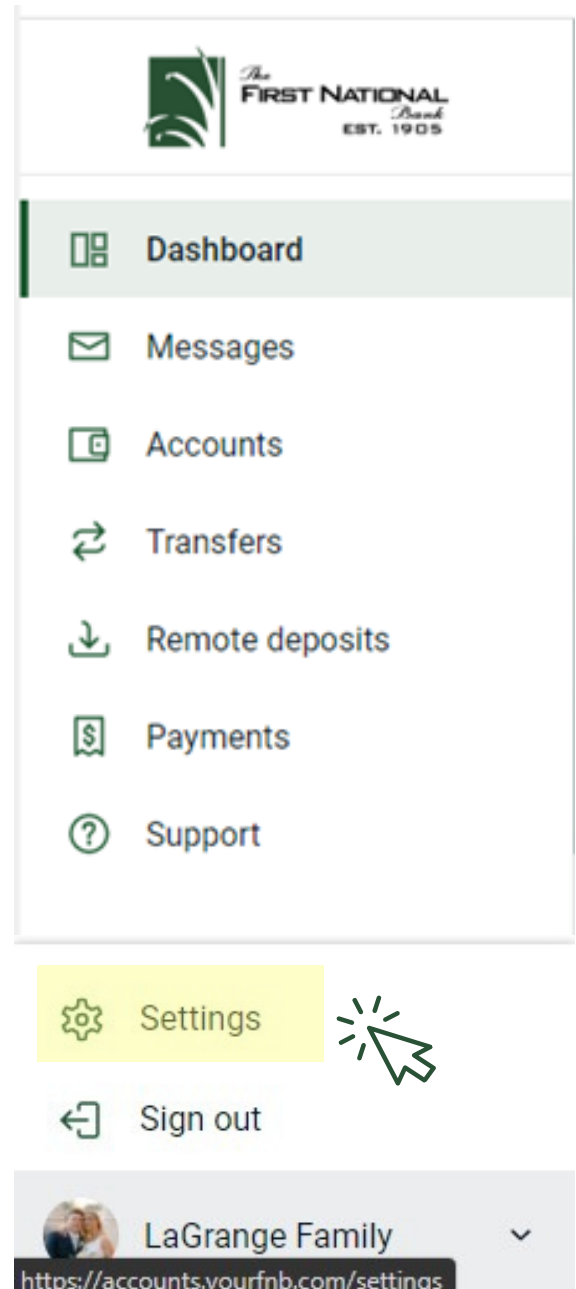 The
FIRST NATIONAL
Bank
EST. 1905
Dashboard
Messages
Accounts
Transfers
Remote deposits
Payments
Support
Settings
Sign out
LaGrange Family
https://accounts.yourfnb.com/settings